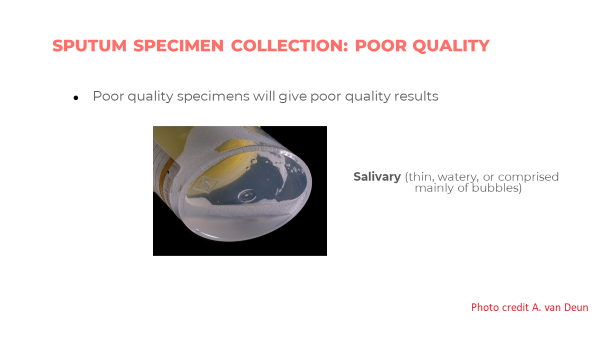 SPUTUM SPECIMEN COLLECTION: POOR QUALITY
• Poor quality specimens will give poor quality results
Salivary (thin, watery, or comprised
mainly of bubbles)
Photo credit A. van Deun